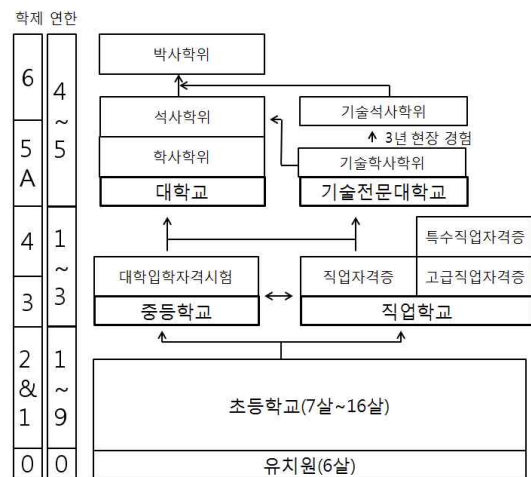 학제 연한
6
5
A
4
3
2
&
1
0
4
~
5
1
~
3
1
~
9
0
박사학위
석사학위
학사학위
대학교
기술석사학위
3년 현장 경험
기술학사학위
기술전문대학교
특수직업자격증
대학입학자격시험
직업자격증
고급직업자격증
중등학교
직업학교
초등학교(7살~16살)
유치원(6살)